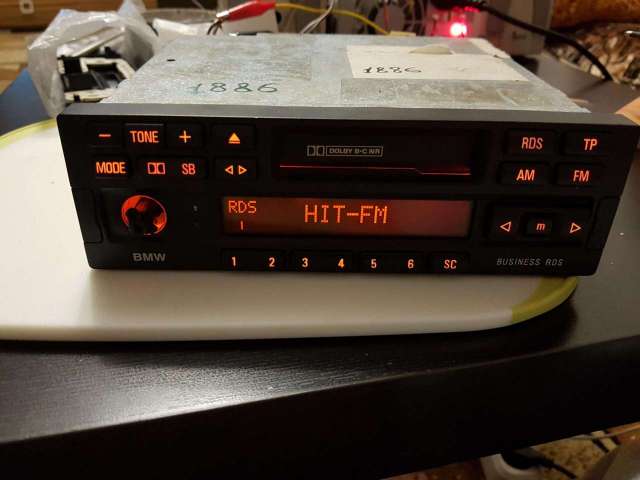 1886
1886
− TONE +
MODE SB
DOLBY B-C NR
RDS TP
AM FM
RDS HIT-FM
I
m
BMW
1 2 3 4 5 6 SC
BUSINESS RDS